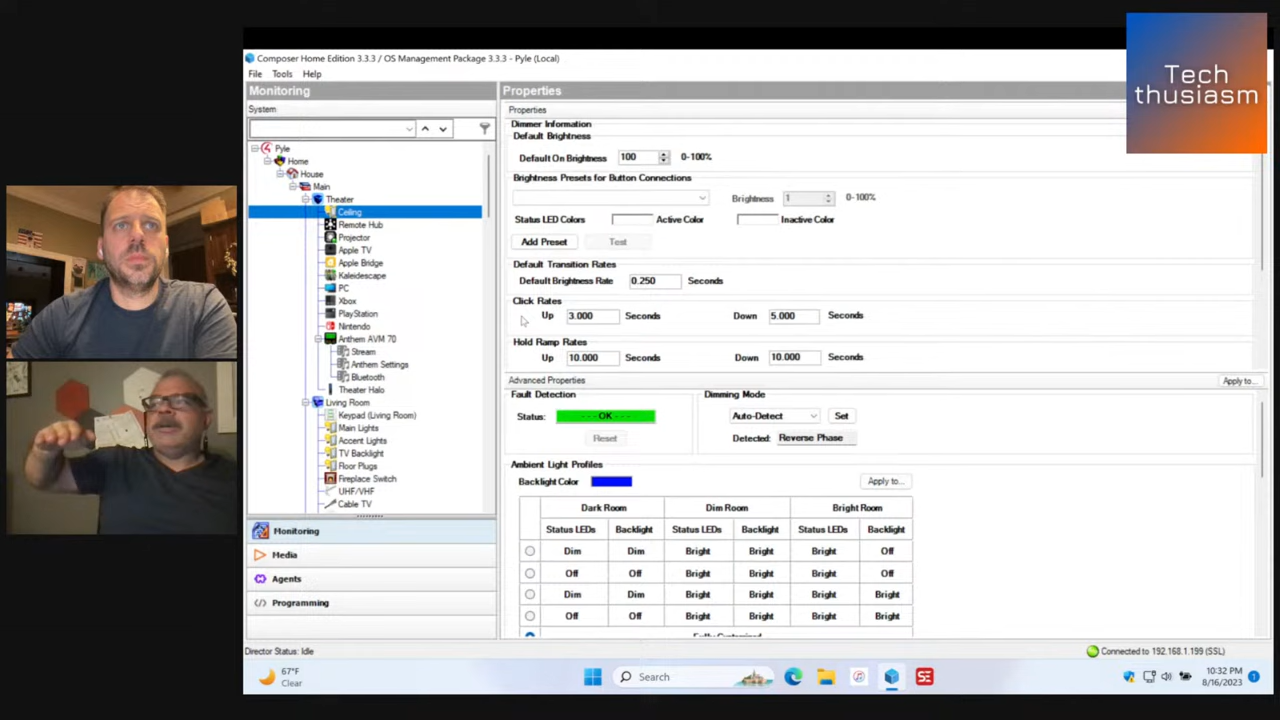 Tech
thusiasm
Composer Home Edition 3.3.3 / OS Management Package 3.3.3 - Pyle (Local)
File Tools Help
Monitoring
System
Pyle
Home
House
Main
Theater
Ceiling
Remote Hub
Projector
Apple TV
Apple Bridge
Kaleidescape
PC
Xbox
PlayStation
Nintendo
Anthem AVM 70
Stream
Anthem Settings
Bluetooth
Theater Halo
Living Room
Keypad (Living Room)
Main Lights
Accent Lights
TV Backlight
Floor Plugs
Fireplace Switch
UHF/VHF
Cable TV
Monitoring
Media
Agents
Programming
Properties
Properties
Dimmer Information
Default Brightness
Default On Brightness 100 0-100%
Brightness Presets for Button Connections
Brightness 1 0-100%
Status LED Colors Active Color Inactive Color
Add Preset Test
Default Transition Rates
Default Brightness Rate 0.250 Seconds
Click Rates
Up 3.000 Seconds Down 5.000 Seconds
Hold Ramp Rates
Up 10.000 Seconds Down 10.000 Seconds
Advanced Properties Apply to...
Fault Detection Dimming Mode
Status: - - - OK - - - Auto-Detect Set
Reset Detected: Reverse Phase
Ambient Light Profiles
Backlight Color Apply to...
Dark Room Dim Room Bright Room
Status LEDs Backlight Status LEDs Backlight Status LEDs Backlight
Dim Dim Bright Bright Bright Off
Off Off Bright Bright Bright Off
Dim Dim Bright Bright Bright Bright
Off Off Bright Bright Bright Bright
Fully Customized
Director Status: Idle Connected to 192.168.1.199 (SSL)
67°F
Clear
Search
SE
10:32 PM
8/16/2023
1